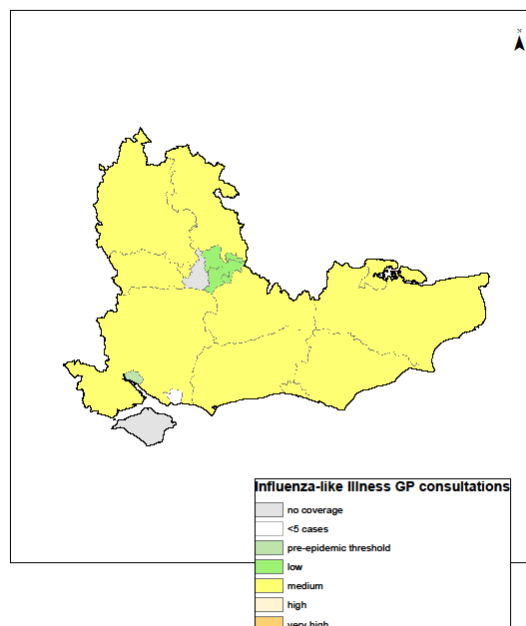 N
Influenza-like Illness GP consultations
no coverage
<5 cases
pre-epidemic threshold
low
medium
high
very high